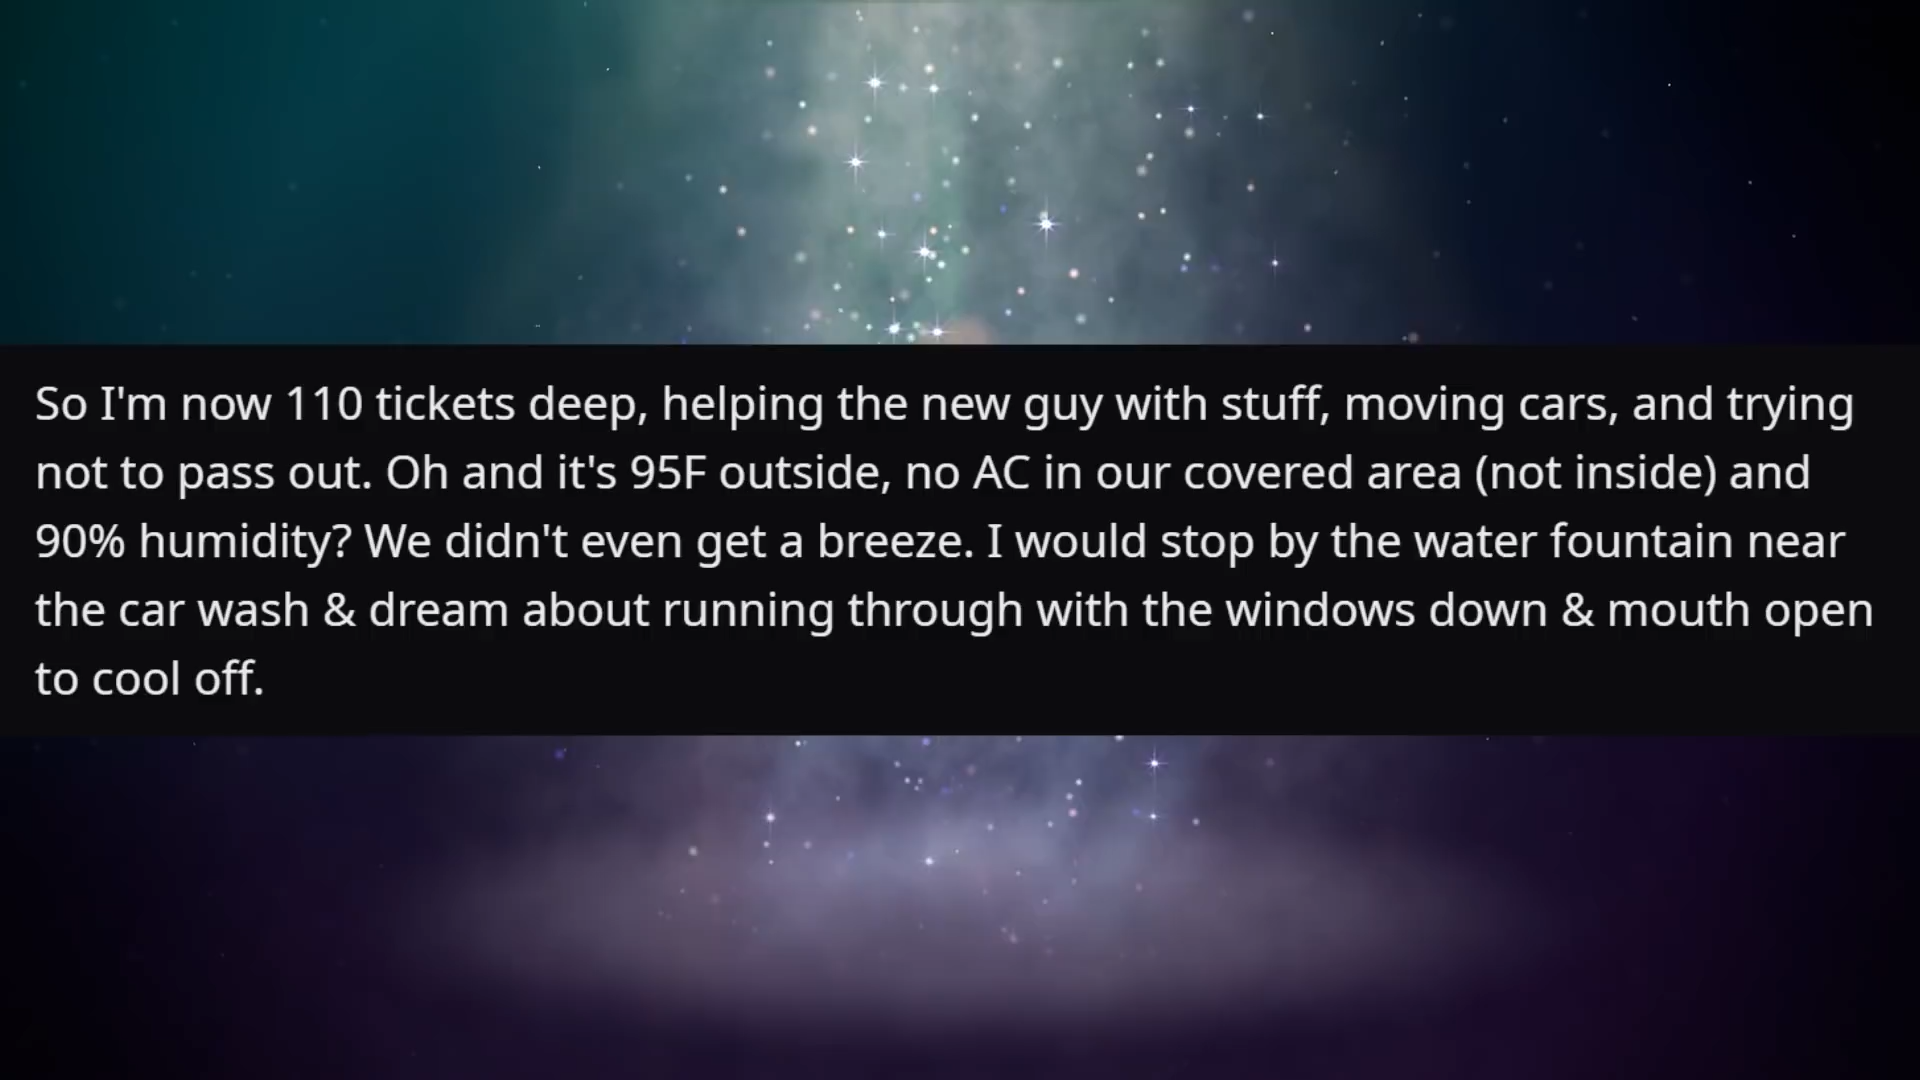 So I'm now 110 tickets deep, helping the new guy with stuff, moving cars, and trying
not to pass out. Oh and it's 95F outside, no AC in our covered area (not inside) and
90% humidity? We didn't even get a breeze. I would stop by the water fountain near
the car wash & dream about running through with the windows down & mouth open
to cool off.